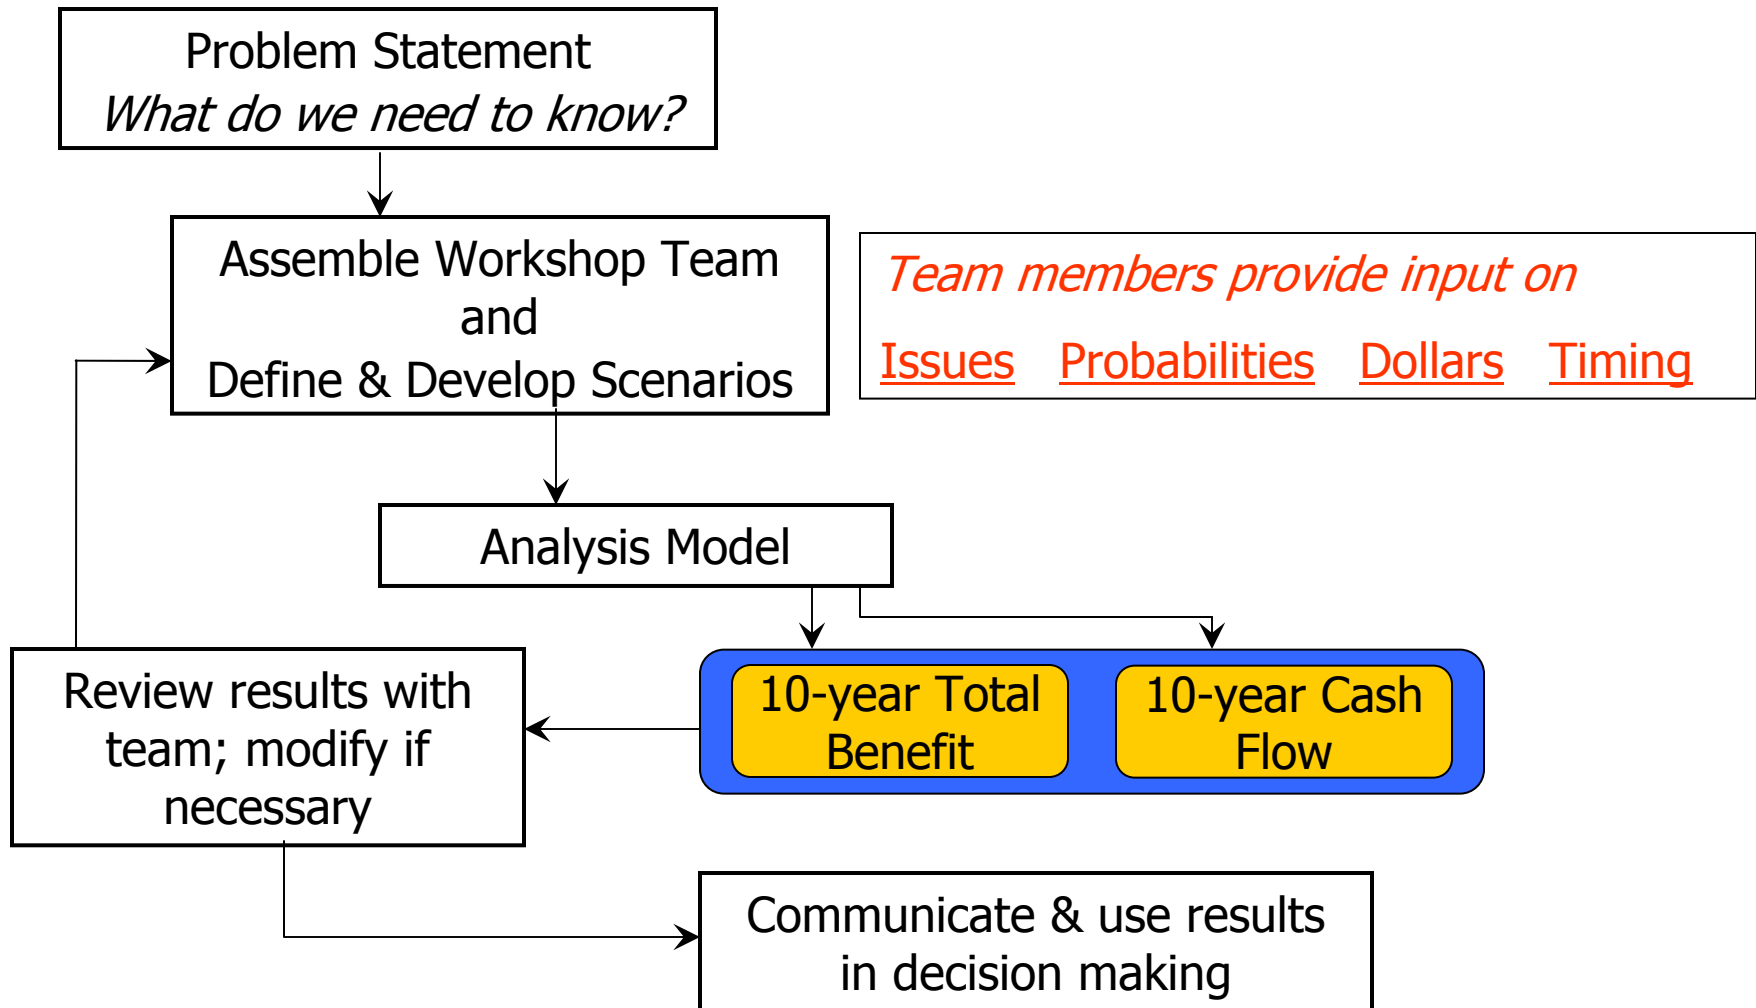 Problem Statement
What do we need to know?
Assemble Workshop Team
and
Define & Develop Scenarios
Team members provide input on
Issues Probabilities Dollars Timing
Analysis Model
10-year Total
Benefit
10-year Cash
Flow
Review results with
team; modify if
necessary
Communicate & use results
in decision making